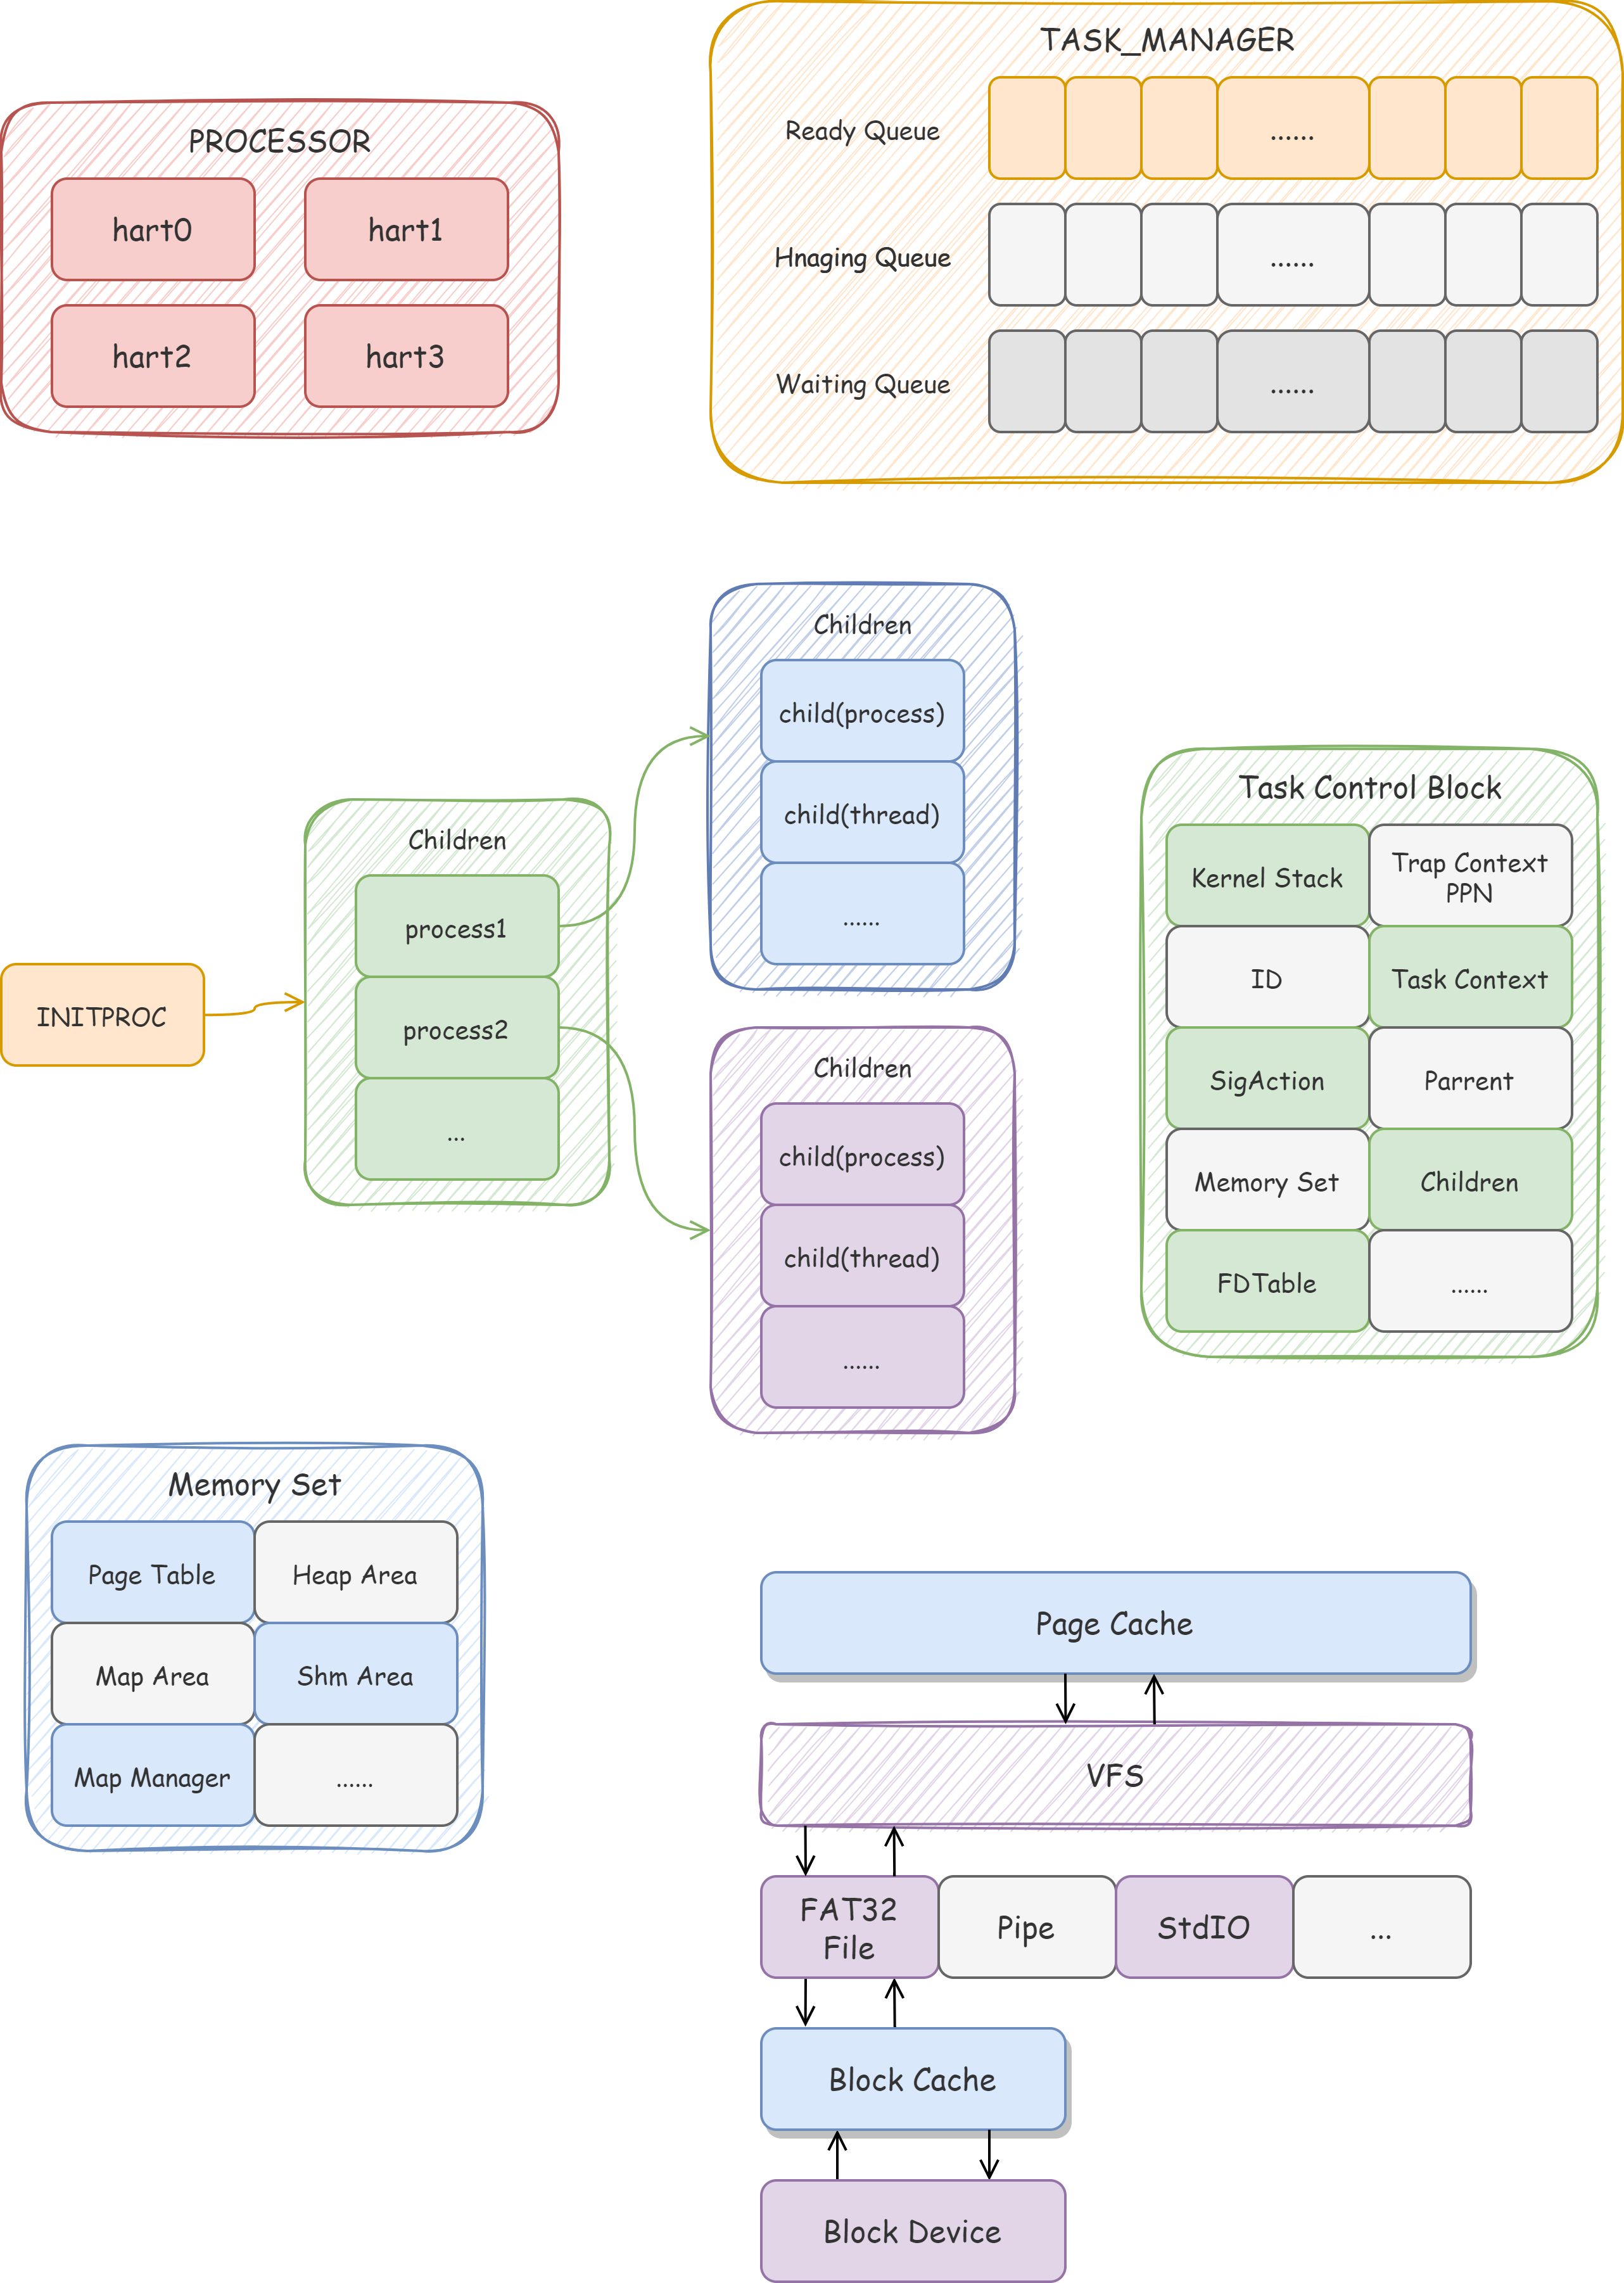 TASK_MANAGER
Ready Queue
......
Hnaging Queue
......
Waiting Queue
......
PROCESSOR
hart0
hart1
hart2
hart3
Children
child(process)
child(thread)
......
Children
process1
process2
...
INITPROC
Children
child(process)
child(thread)
......
Task Control Block
Kernel Stack
Trap Context
PPN
ID
Task Context
SigAction
Parrent
Memory Set
Children
FDTable
......
Memory Set
Page Table
Heap Area
Map Area
Shm Area
Map Manager
......
Page Cache
VFS
FAT32
File
Pipe
StdIO
...
Block Cache
Block Device